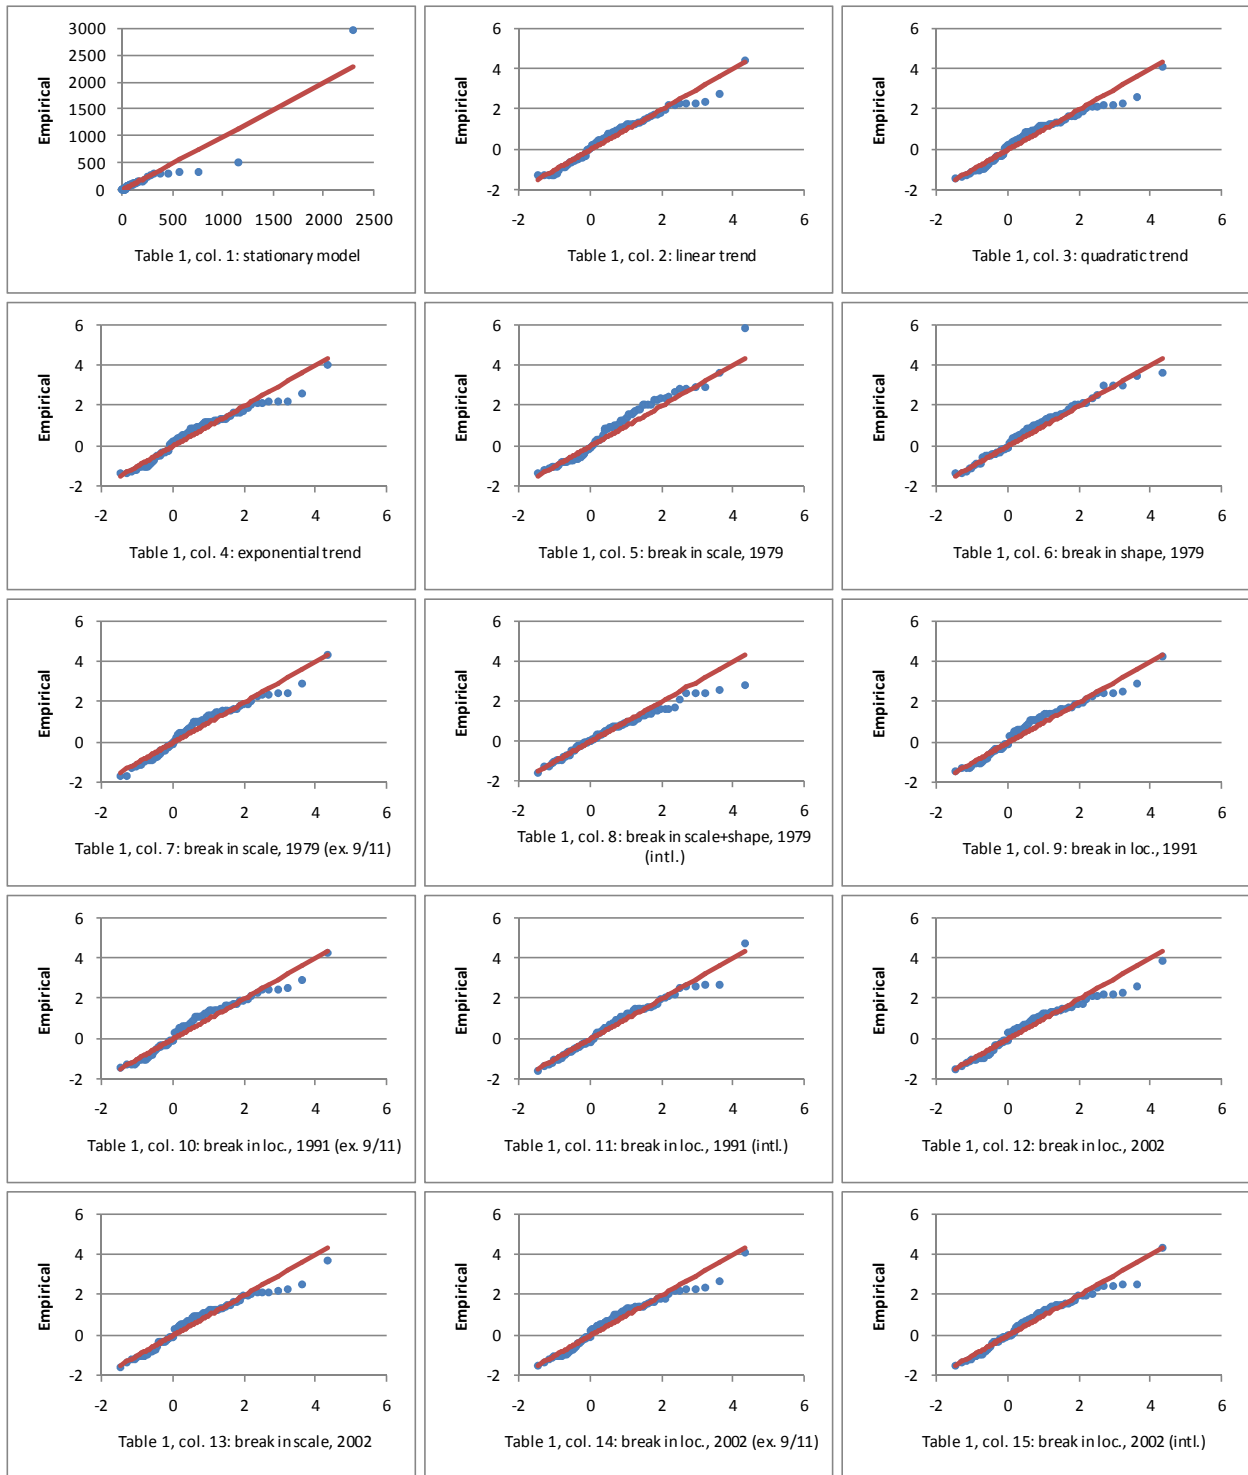 3000
2500
2000
1500
1000
500
0
Empirical
0 500 1000 1500 2000 2500
Table 1, col. 1: stationary model
6
4
2
0
-2
Empirical
-2 0 2 4 6
Table 1, col. 2: linear trend
6
4
2
0
-2
Empirical
-2 0 2 4 6
Table 1, col. 3: quadratic trend
6
4
2
0
-2
Empirical
-2 0 2 4 6
Table 1, col. 4: exponential trend
6
4
2
0
-2
Empirical
-2 0 2 4 6
Table 1, col. 5: break in scale, 1979
6
4
2
0
-2
Empirical
-2 0 2 4 6
Table 1, col. 6: break in shape, 1979
6
4
2
0
-2
Empirical
-2 0 2 4 6
Table 1, col. 7: break in scale, 1979 (ex. 9/11)
6
4
2
0
-2
Empirical
-2 0 2 4 6
Table 1, col. 8: break in scale+shape, 1979
(intl.)
6
4
2
0
-2
Empirical
-2 0 2 4 6
Table 1, col. 9: break in loc., 1991
6
4
2
0
-2
Empirical
-2 0 2 4 6
Table 1, col. 10: break in loc., 1991 (ex. 9/11)
6
4
2
0
-2
Empirical
-2 0 2 4 6
Table 1, col. 11: break in loc., 1991 (intl.)
6
4
2
0
-2
Empirical
-2 0 2 4 6
Table 1, col. 12: break in loc., 2002
6
4
2
0
-2
Empirical
-2 0 2 4 6
Table 1, col. 13: break in scale, 2002
6
4
2
0
-2
Empirical
-2 0 2 4 6
Table 1, col. 14: break in loc., 2002 (ex. 9/11)
6
4
2
0
-2
Empirical
-2 0 2 4 6
Table 1, col. 15: break in loc., 2002 (intl.)